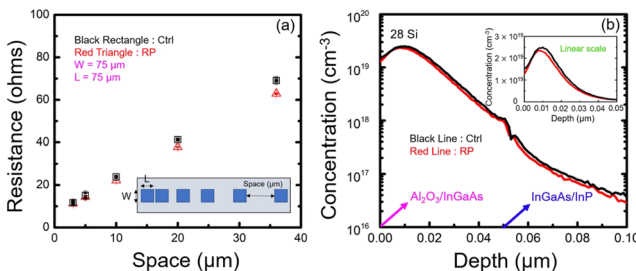 (a)
Black Rectangle : Ctrl
Red Triangle : RP
W = 75 µm
L = 75 µm
Resistance (ohms)
100
80
60
40
20
0
L
W
Space (µm)
0 10 20 30 40
Space (µm)
(b)
28 Si
Concentration (cm-3)
10²⁰
10¹⁹
10¹⁸
10¹⁷
10¹⁶
Concentration (cm⁻³)
3 × 10¹⁹
2 × 10¹⁹
1 × 10¹⁹
0
Linear scale
0.00 0.01 0.02 0.03 0.04 0.05
Depth (µm)
Black Line : Ctrl
Red Line : RP
Al₂O₃/InGaAs
InGaAs/InP
0.00 0.02 0.04 0.06 0.08 0.10
Depth (µm)